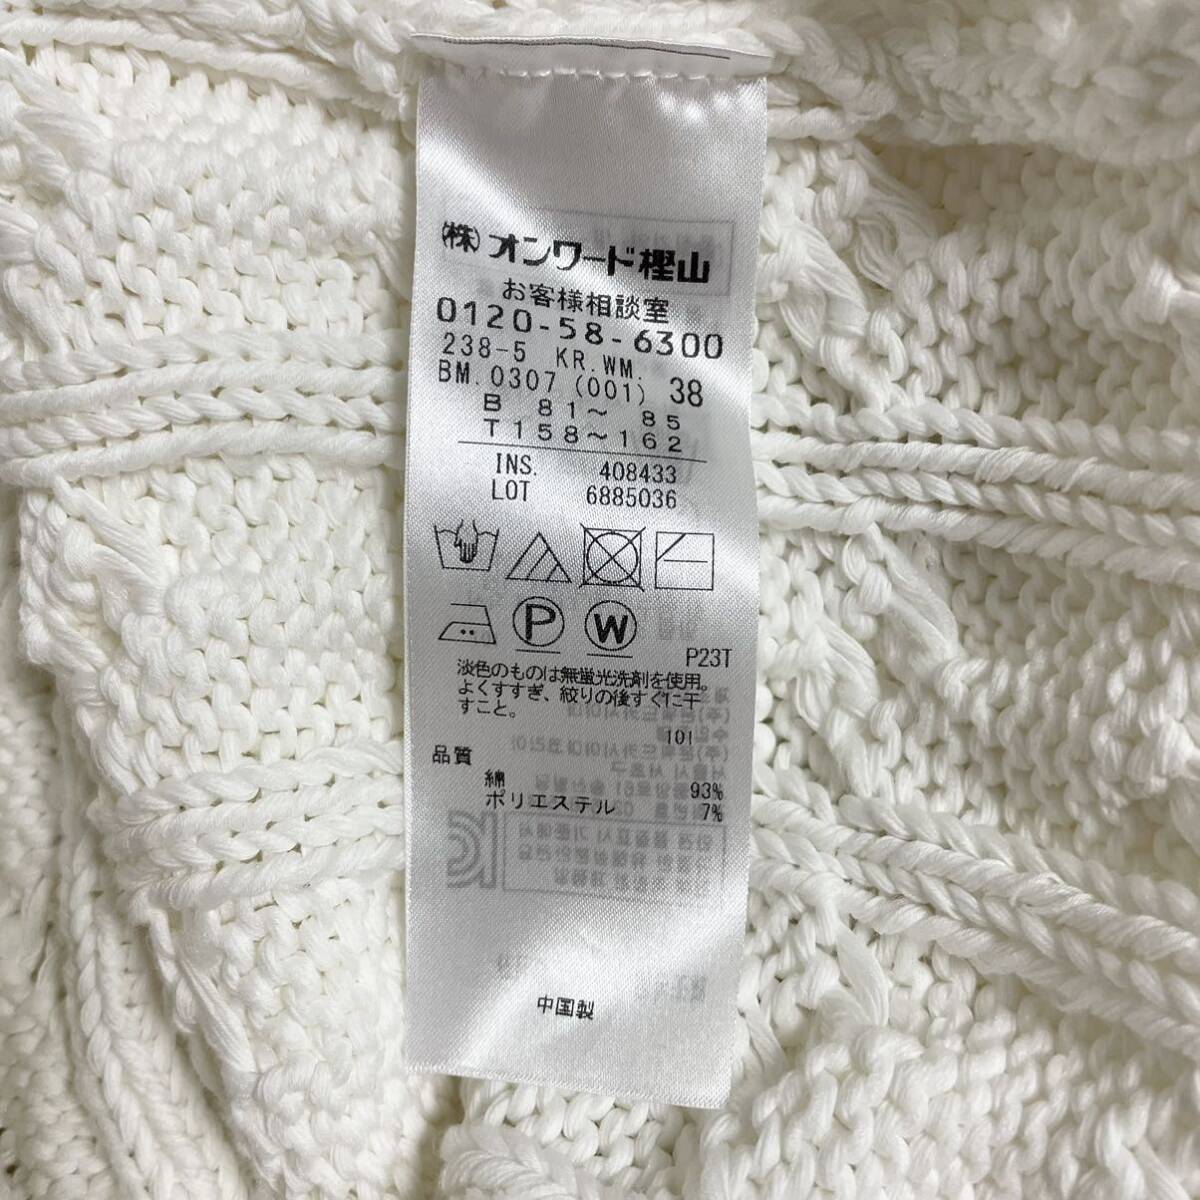 (株)オンワード樫山
お客様相談室
0120-58-6300
238-5 KR.WM.
BM.0307 (001) 38
B 81～ 85
T158～162
INS. 408433
LOT 6885036
P W
P23T
淡色のものは無蛍光洗剤を使用。
よくすすぎ、絞りの後すぐに干
すこと。
101
品質
綿 93%
ポリエステル 7%
中国製